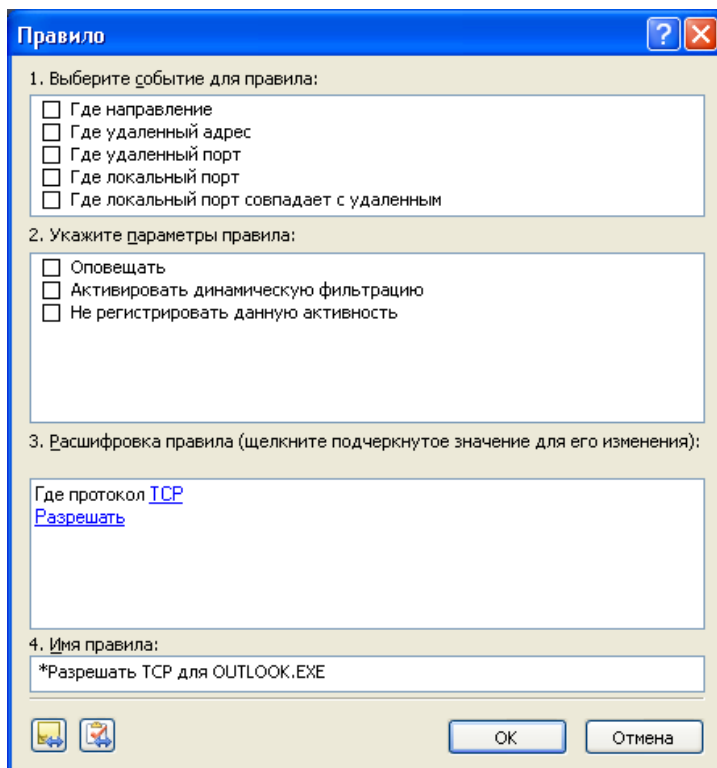 Правило
1. Выберите событие для правила:
Где направление
Где удаленный адрес
Где удаленный порт
Где локальный порт
Где локальный порт совпадает с удаленным
2. Укажите параметры правила:
Оповещать
Активировать динамическую фильтрацию
Не регистрировать данную активность
3. Расшифровка правила (щелкните подчеркнутое значение для его изменения):
Где протокол TCP
Разрешать
4. Имя правила:
*Разрешать TCP для OUTLOOK.EXE
OK Отмена